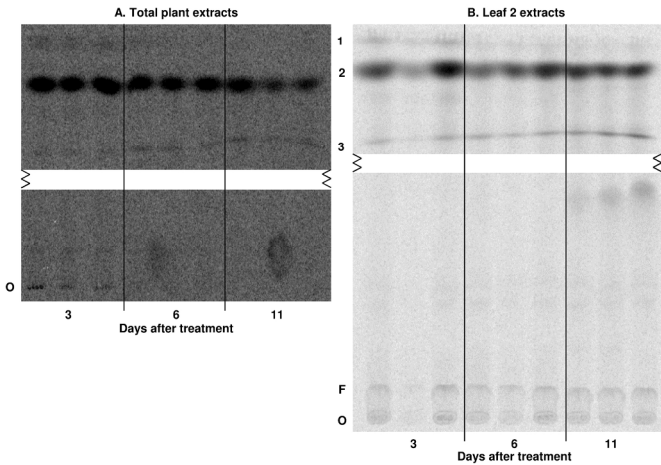 A. Total plant extracts
O
3 6 11
Days after treatment
B. Leaf 2 extracts
1
2
3
F
O
3 6 11
Days after treatment